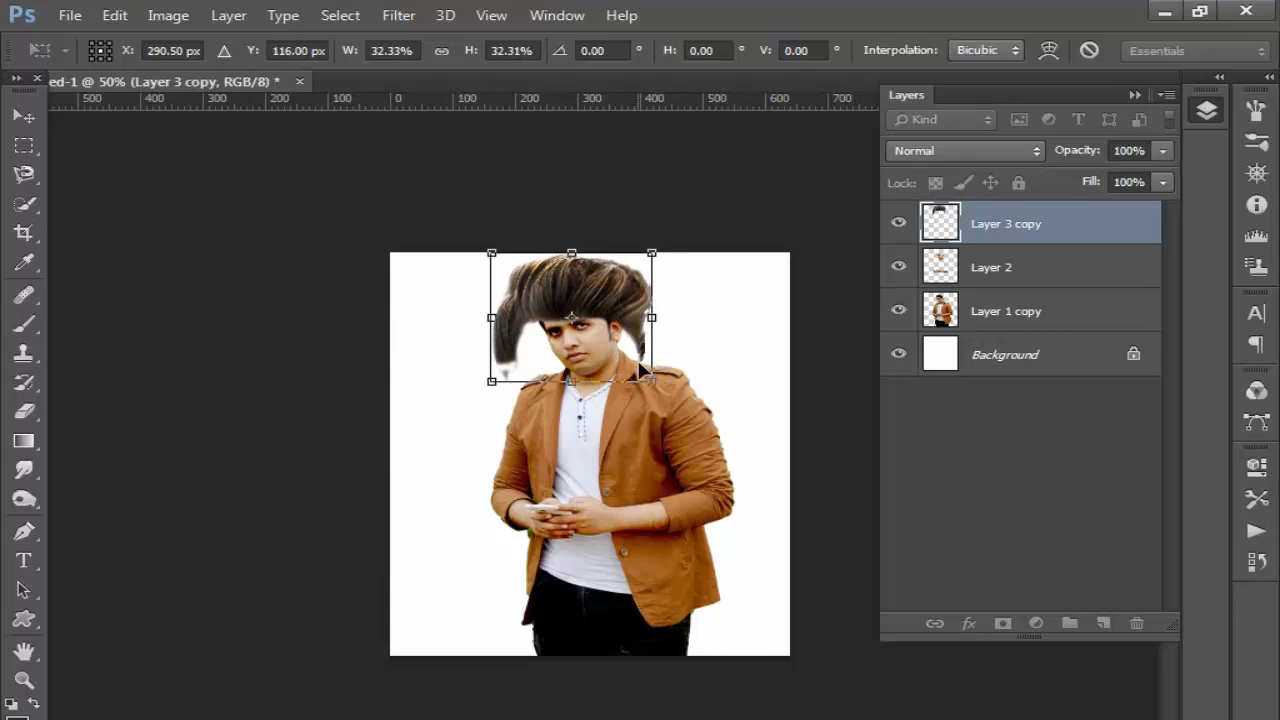 Ps File Edit Image Layer Type Select Filter 3D View Window Help
X: 290.50 px Y: 116.00 px W: 32.33% H: 32.31% 0.00 ° H: 0.00 ° V: 0.00 ° Interpolation: Bicubic Essentials
ed-1 @ 50% (Layer 3 copy, RGB/8) * ×
500 400 300 200 100 0 100 200 300 400 500 600 700
Layers
Kind
Normal Opacity: 100%
Lock: Fill: 100%
Layer 3 copy
Layer 2
Layer 1 copy
Background
fx